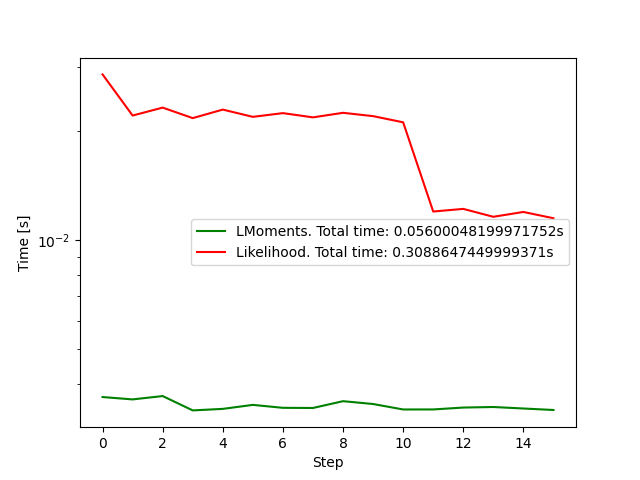 Time [s]
10⁻²
LMoments. Total time: 0.05600048199971752s
Likelihood. Total time: 0.3088647449999371s
0 2 4 6 8 10 12 14
Step